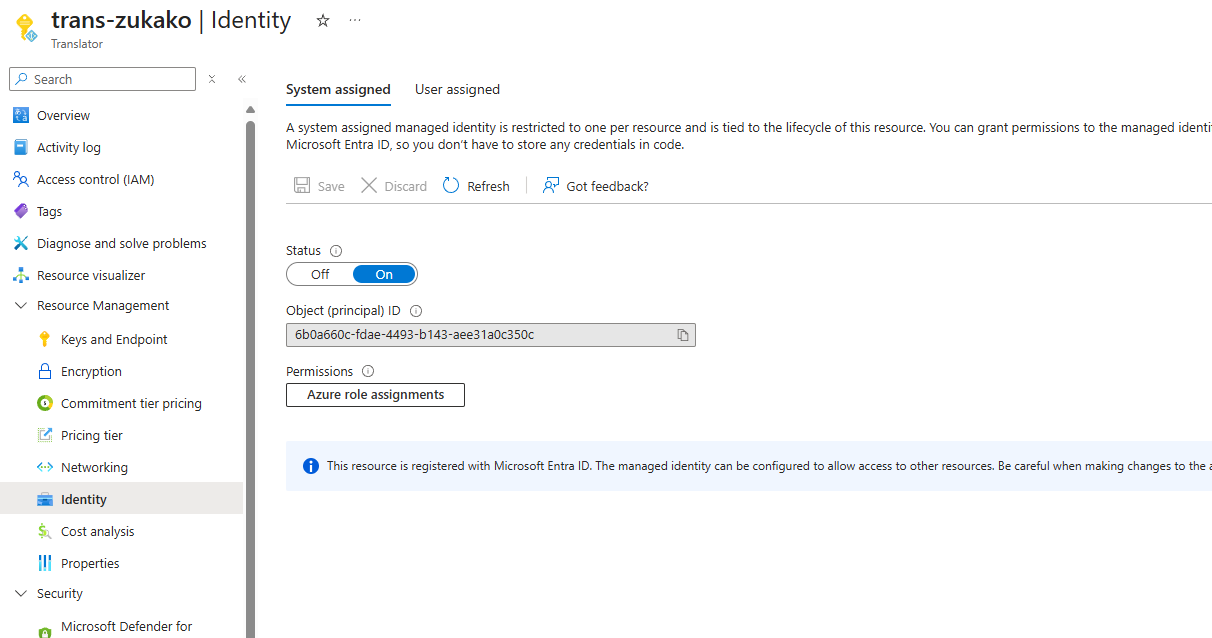 trans-zukako | Identity
Translator
Search
Overview
Activity log
Access control (IAM)
Tags
Diagnose and solve problems
Resource visualizer
Resource Management
Keys and Endpoint
Encryption
Commitment tier pricing
Pricing tier
Networking
Identity
Cost analysis
Properties
Security
Microsoft Defender for
System assigned User assigned
A system assigned managed identity is restricted to one per resource and is tied to the lifecycle of this resource. You can grant permissions to the managed identi
Microsoft Entra ID, so you don't have to store any credentials in code.
Save Discard Refresh Got feedback?
Status
Off On
Object (principal) ID
6b0a660c-fdae-4493-b143-aee31a0c350c
Permissions
Azure role assignments
This resource is registered with Microsoft Entra ID. The managed identity can be configured to allow access to other resources. Be careful when making changes to the a